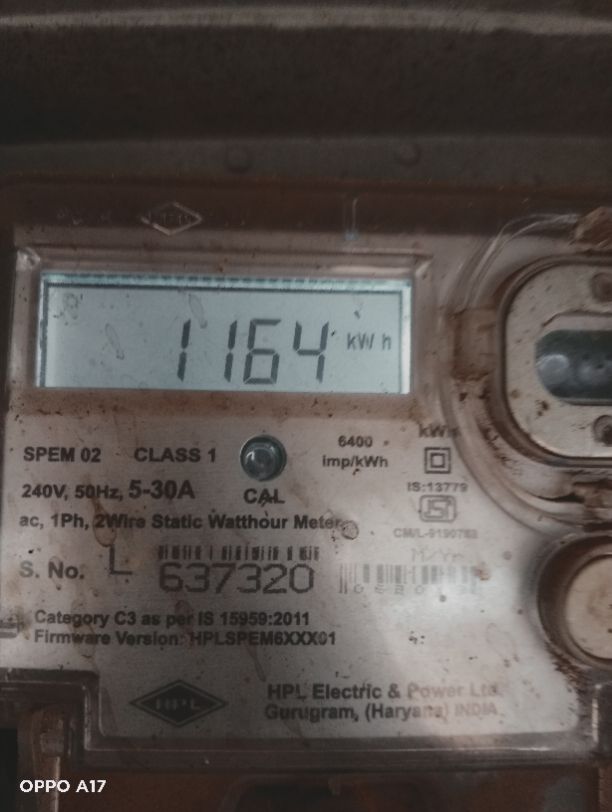 1164 kWh
SPEM 02 CLASS 1
6400
imp/kWh
kWh
240V, 50Hz, 5-30A
CAL
IS:13779
ac, 1Ph, 2Wire Static Watthour Meter
S. No. L 637320
Category C3 as per IS 15959:2011
Firmware Version: HPLSPEM6XXX01
HPL
HPL Electric & Power Ltd.
Gurugram, (Haryana) INDIA
OPPO A17